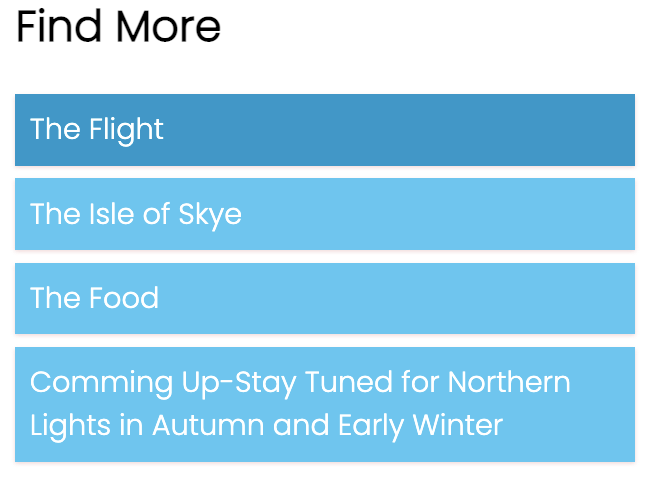 Find More
The Flight
The Isle of Skye
The Food
Comming Up-Stay Tuned for Northern
Lights in Autumn and Early Winter